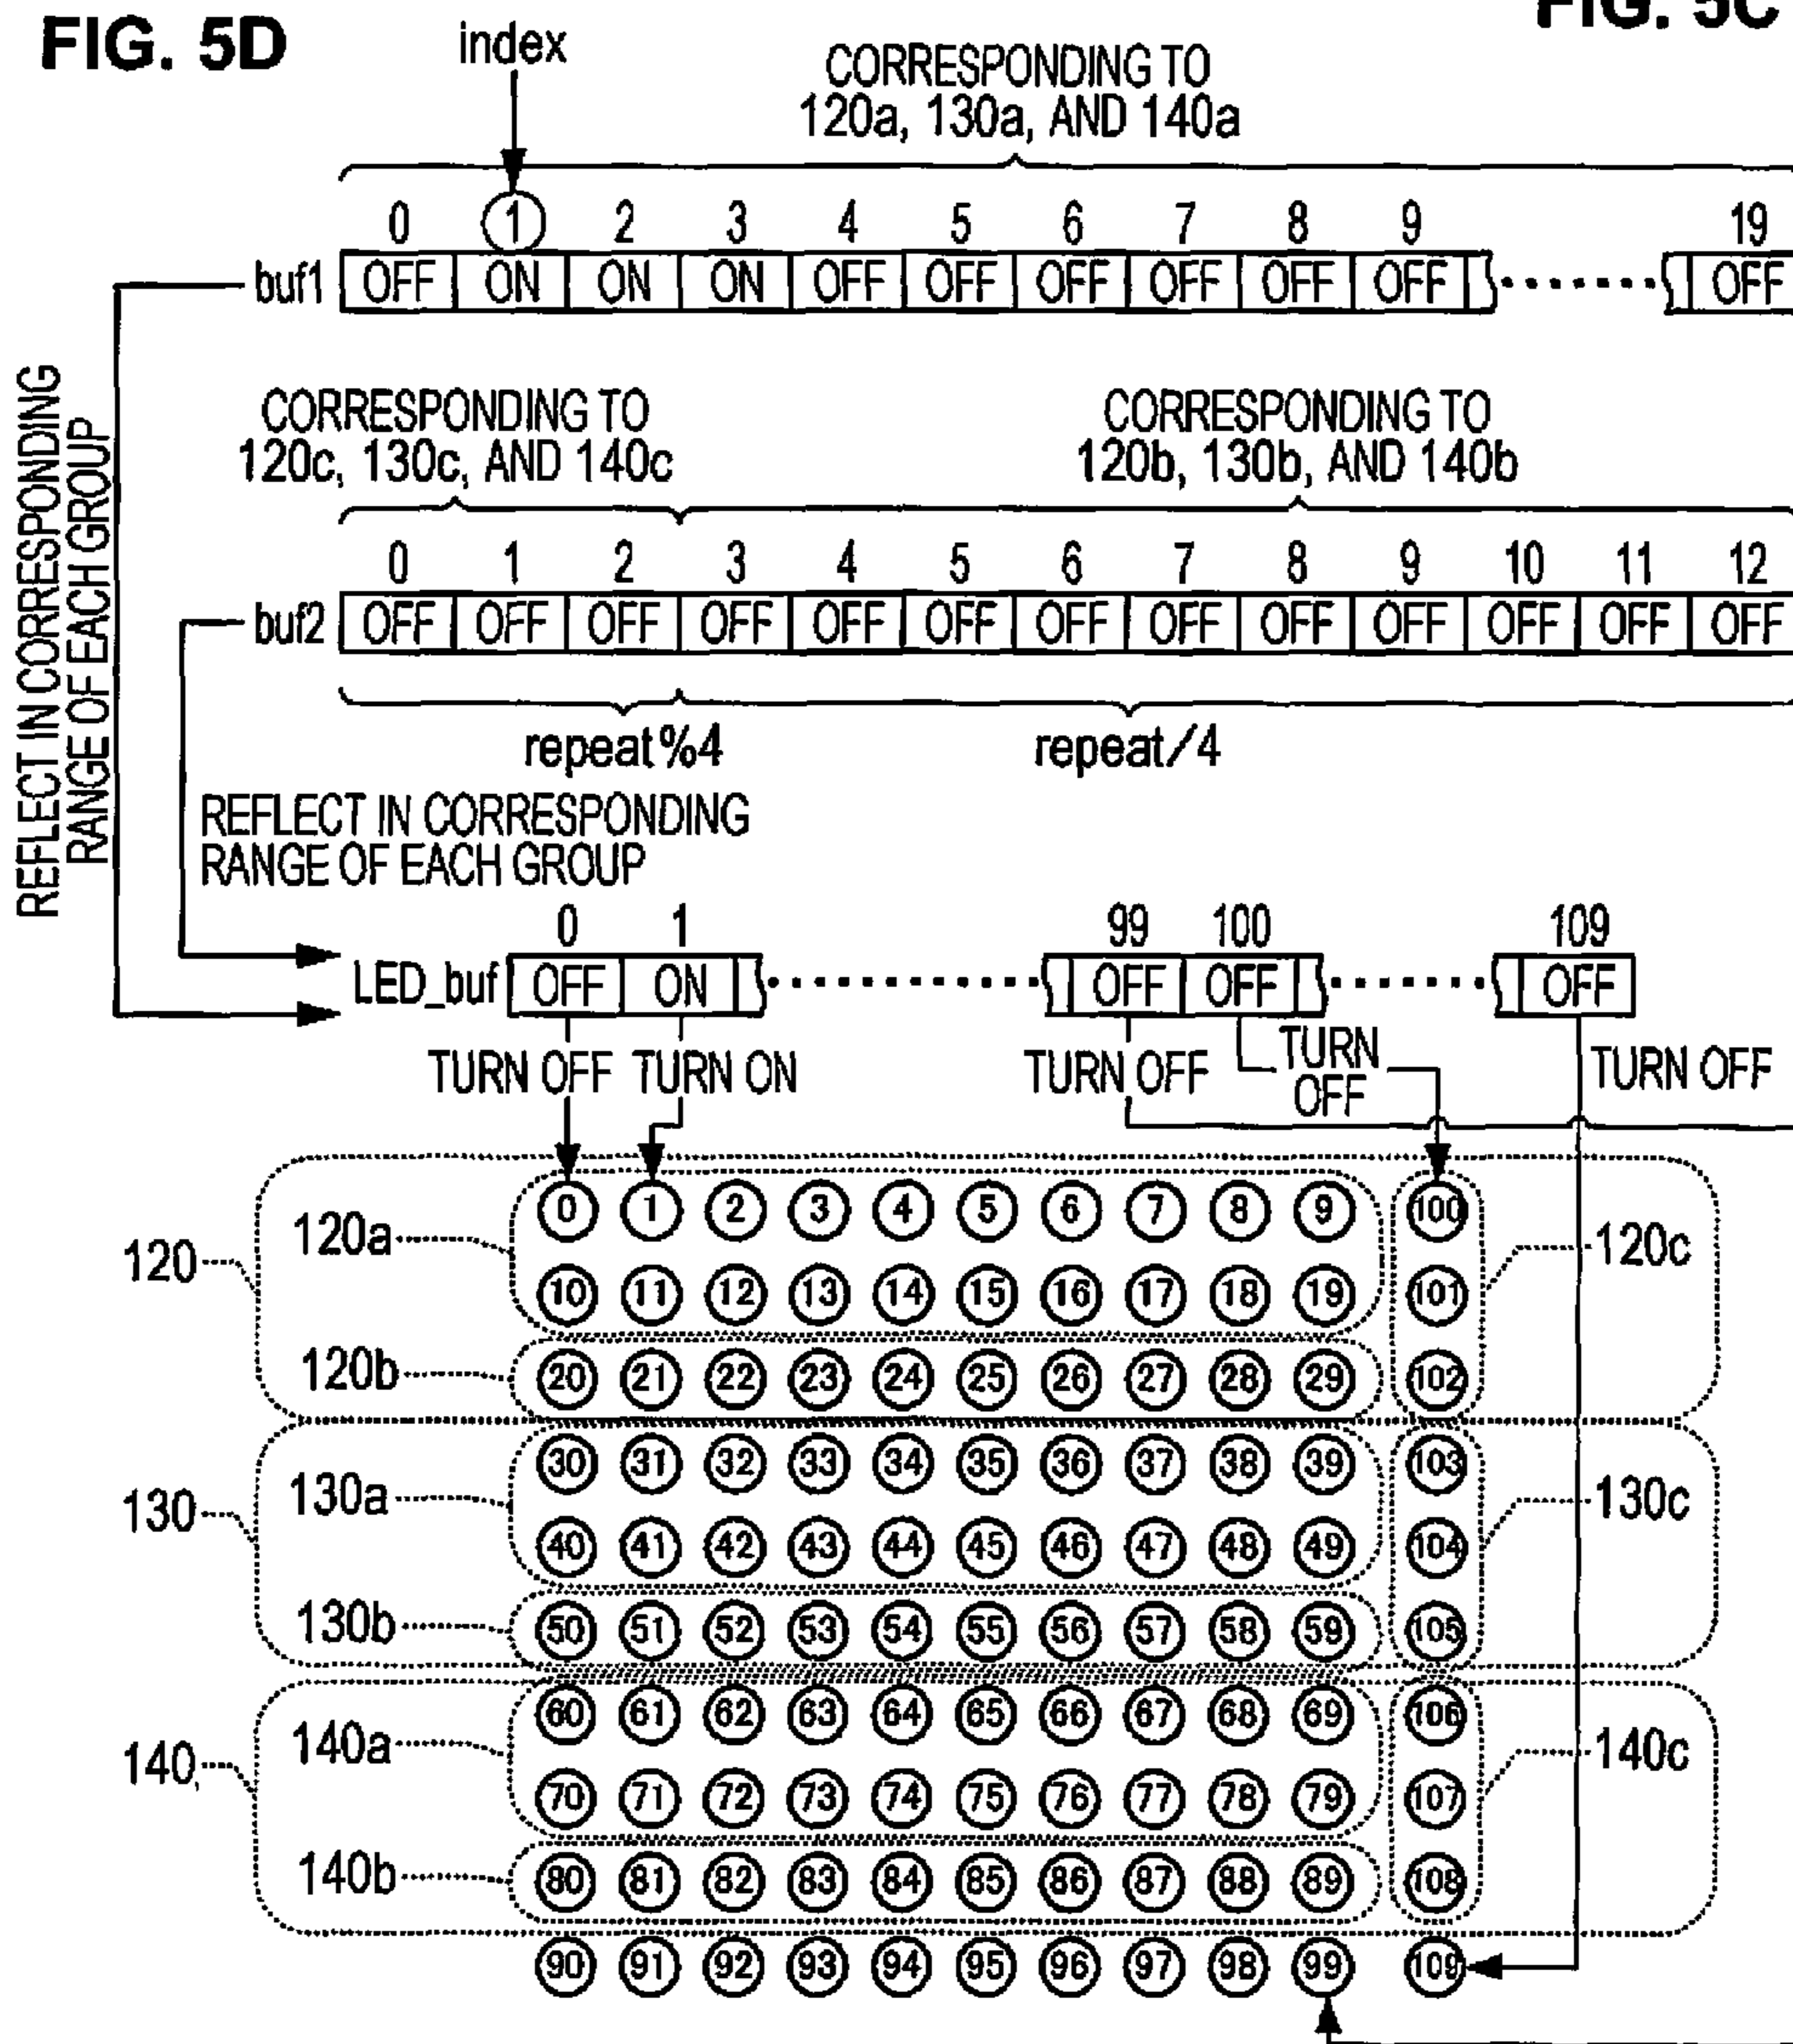 FIG. 5D
FIG. 5C
index
CORRESPONDING TO
120a, 130a, AND 140a
0 1 2 3 4 5 6 7 8 9 19
buf1 OFF ON ON ON OFF OFF OFF OFF OFF OFF OFF
REFLECT IN CORRESPONDING
RANGE OF EACH GROUP
CORRESPONDING TO
120c, 130c, AND 140c
CORRESPONDING TO
120b, 130b, AND 140b
0 1 2 3 4 5 6 7 8 9 10 11 12
buf2 OFF OFF OFF OFF OFF OFF OFF OFF OFF OFF OFF OFF OFF
repeat%4 repeat/4
REFLECT IN CORRESPONDING
RANGE OF EACH GROUP
0 1 99 100 109
LED_buf OFF ON OFF OFF OFF
TURN OFF TURN ON TURN OFF TURN
OFF
TURN OFF
0 1 2 3 4 5 6 7 8 9 100
120 120a 120c
10 11 12 13 14 15 16 17 18 19 101
120b 20 21 22 23 24 25 26 27 28 29 102
30 31 32 33 34 35 36 37 38 39 103
130 130a 130c
40 41 42 43 44 45 46 47 48 49 104
130b 50 51 52 53 54 55 56 57 58 59 105
60 61 62 63 64 65 66 67 68 69 106
140 140a 140c
70 71 72 73 74 75 76 77 78 79 107
140b 80 81 82 83 84 85 86 87 88 89 108
90 91 92 93 94 95 96 97 98 99 109